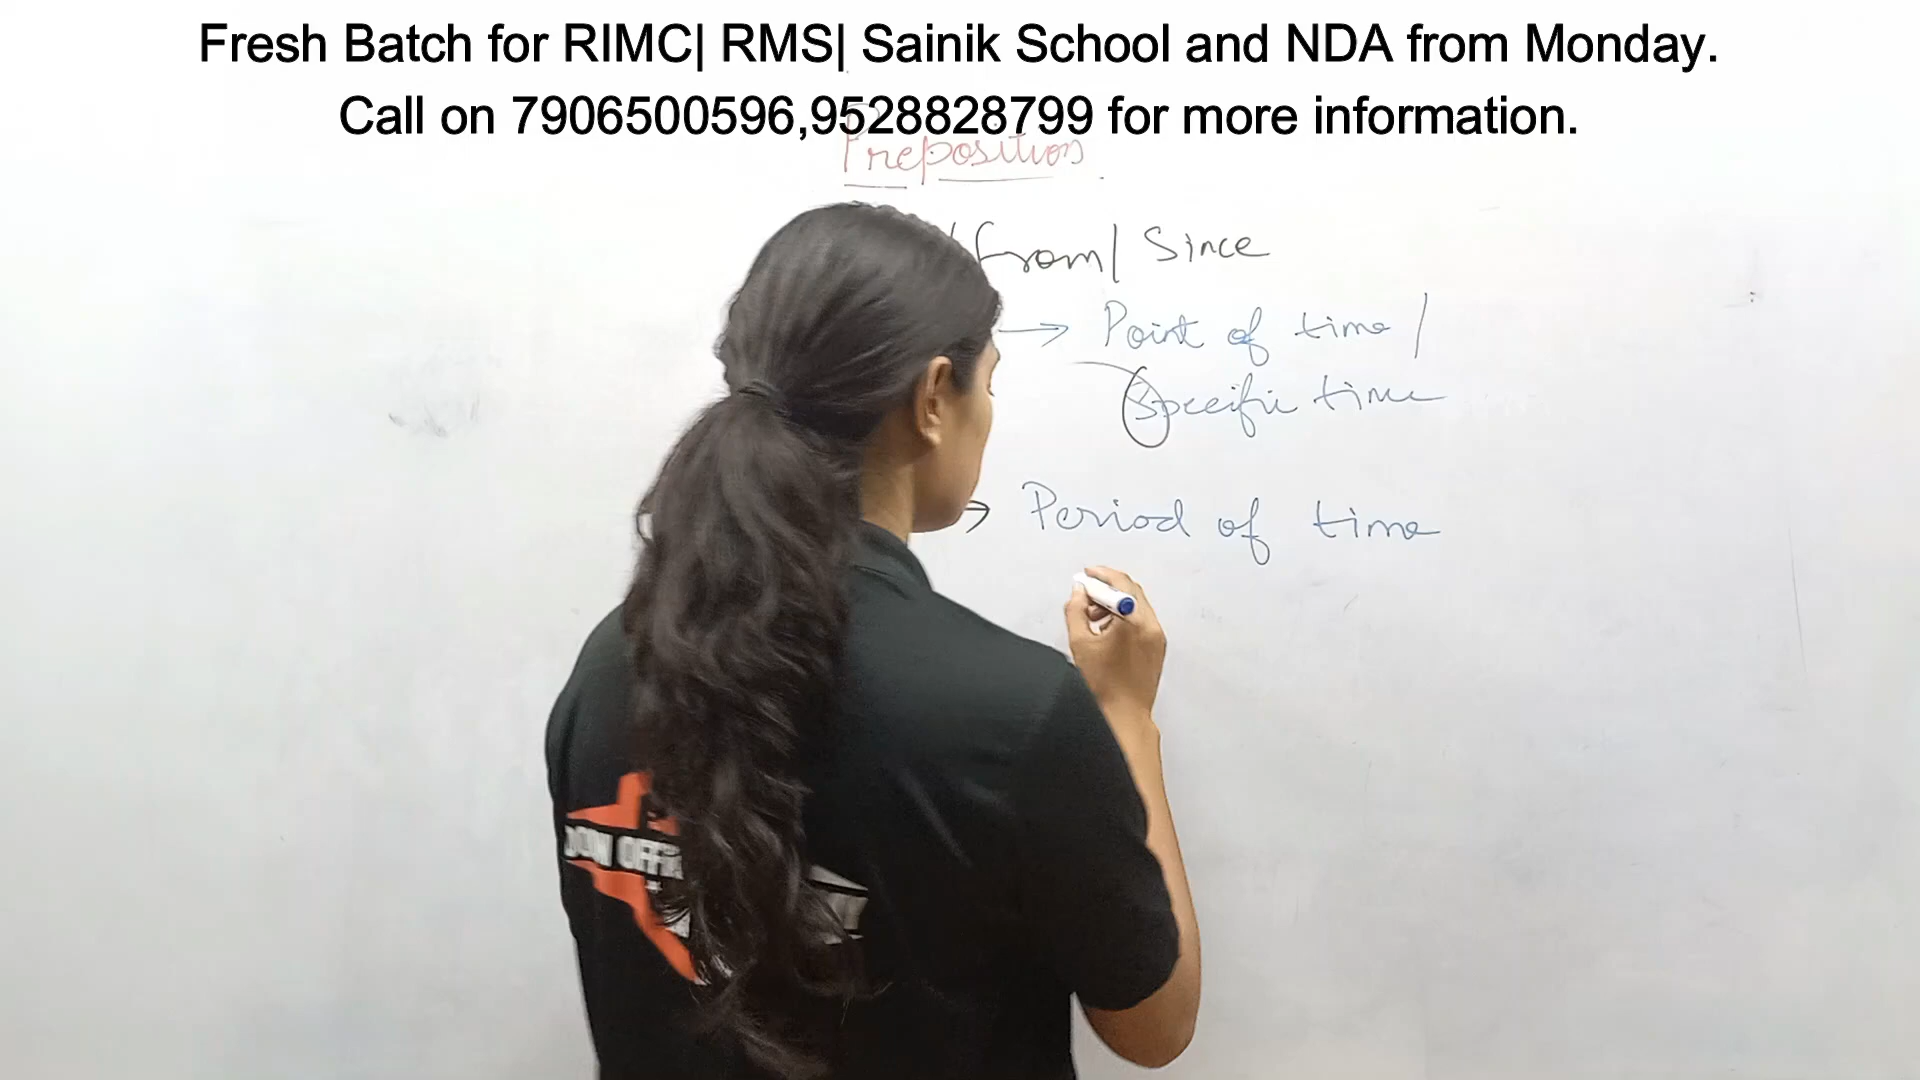 Fresh Batch for RIMC| RMS| Sainik School and NDA from Monday.
Call on 7906500596,9528828799 for more information.
Preposition
/ from / Since
→ Point of time /
Specific time
→ Period of time